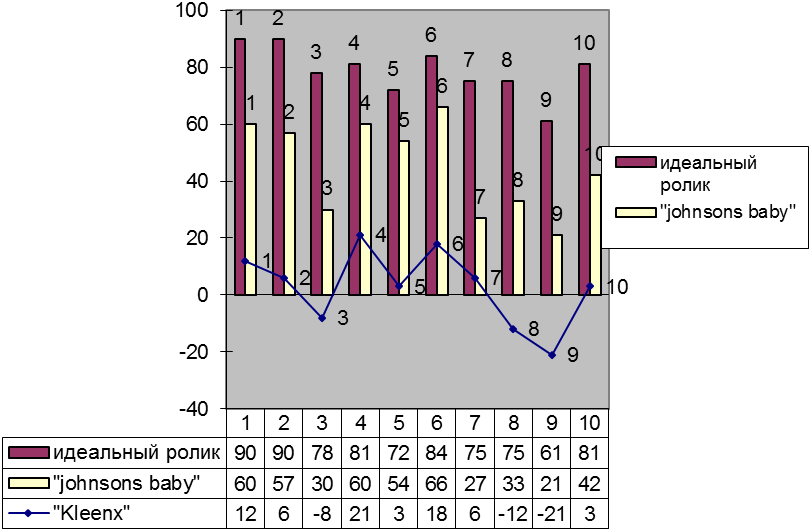 100
80
60
40
20
0
-20
-40
1 2 3 4 5 6 7 8 9 10
1 2 3 4 5 6 7 8 9 10
1 2 3 4 5 6 7 8 9 10
идеальный
ролик
"johnsons baby"
1 2 3 4 5 6 7 8 9 10
идеальный ролик 90 90 78 81 72 84 75 75 61 81
"johnsons baby" 60 57 30 60 54 66 27 33 21 42
"Kleenx" 12 6 -8 21 3 18 6 -12 -21 3